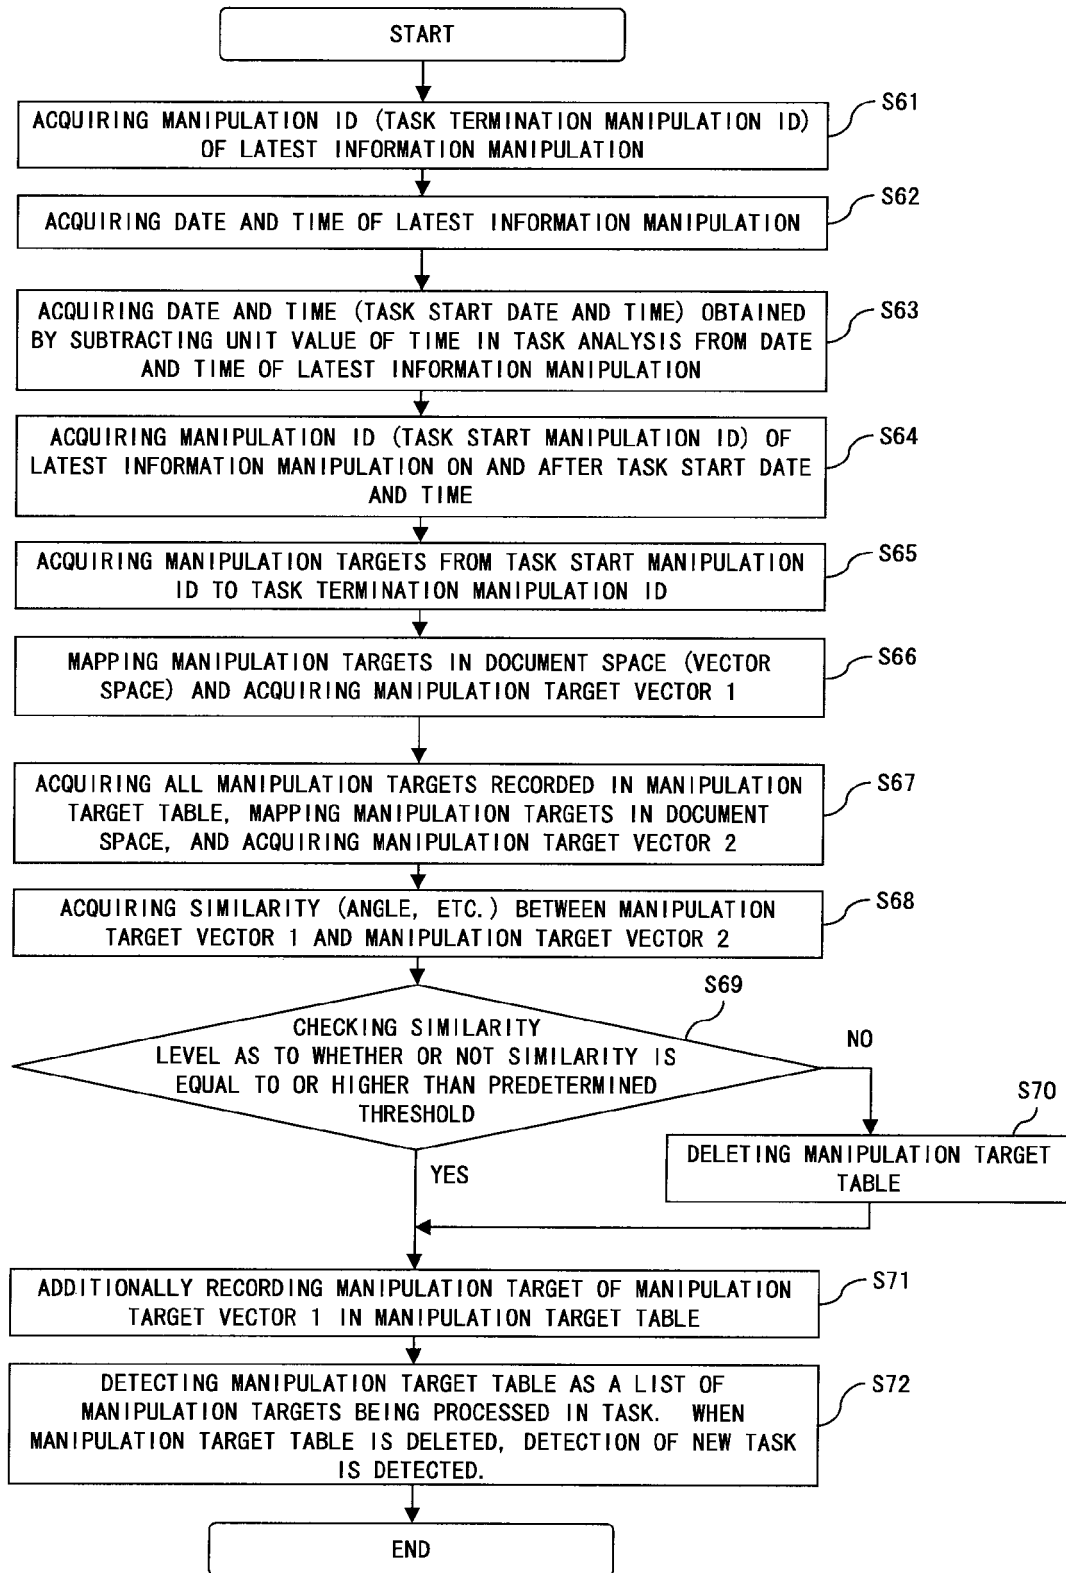 START
S61
ACQUIRING MANIPULATION ID (TASK TERMINATION MANIPULATION ID)
OF LATEST INFORMATION MANIPULATION
S62
ACQUIRING DATE AND TIME OF LATEST INFORMATION MANIPULATION
S63
ACQUIRING DATE AND TIME (TASK START DATE AND TIME) OBTAINED
BY SUBTRACTING UNIT VALUE OF TIME IN TASK ANALYSIS FROM DATE
AND TIME OF LATEST INFORMATION MANIPULATION
S64
ACQUIRING MANIPULATION ID (TASK START MANIPULATION ID) OF
LATEST INFORMATION MANIPULATION ON AND AFTER TASK START DATE
AND TIME
S65
ACQUIRING MANIPULATION TARGETS FROM TASK START MANIPULATION
ID TO TASK TERMINATION MANIPULATION ID
S66
MAPPING MANIPULATION TARGETS IN DOCUMENT SPACE (VECTOR
SPACE) AND ACQUIRING MANIPULATION TARGET VECTOR 1
S67
ACQUIRING ALL MANIPULATION TARGETS RECORDED IN MANIPULATION
TARGET TABLE, MAPPING MANIPULATION TARGETS IN DOCUMENT
SPACE, AND ACQUIRING MANIPULATION TARGET VECTOR 2
S68
ACQUIRING SIMILARITY (ANGLE, ETC.) BETWEEN MANIPULATION
TARGET VECTOR 1 AND MANIPULATION TARGET VECTOR 2
S69
CHECKING SIMILARITY
LEVEL AS TO WHETHER OR NOT SIMILARITY IS
EQUAL TO OR HIGHER THAN PREDETERMINED
THRESHOLD
NO
S70
DELETING MANIPULATION TARGET
TABLE
YES
S71
ADDITIONALLY RECORDING MANIPULATION TARGET OF MANIPULATION
TARGET VECTOR 1 IN MANIPULATION TARGET TABLE
S72
DETECTING MANIPULATION TARGET TABLE AS A LIST OF
MANIPULATION TARGETS BEING PROCESSED IN TASK. WHEN
MANIPULATION TARGET TABLE IS DELETED, DETECTION OF NEW TASK
IS DETECTED.
END